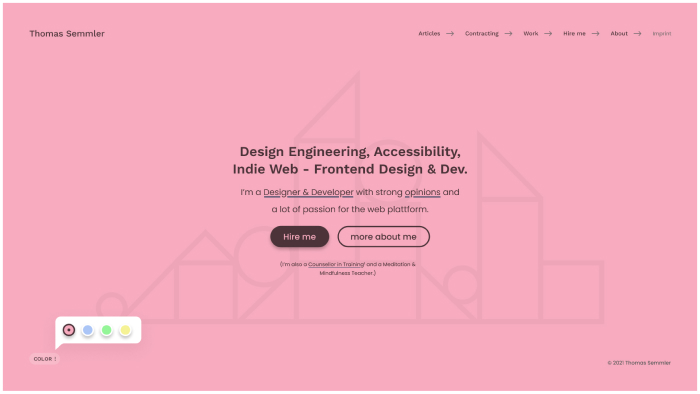 Thomas Semmler
Articles → Contracting → Work → Hire me → About → Imprint
Design Engineering, Accessibility,
Indie Web - Frontend Design & Dev.
I'm a Designer & Developer with strong opinions and
a lot of passion for the web plattform.
Hire me
more about me
(I'm also a Counsellor in Training! and a Meditation &
Mindfulness Teacher.)
COLOR !
© 2021 Thomas Semmler